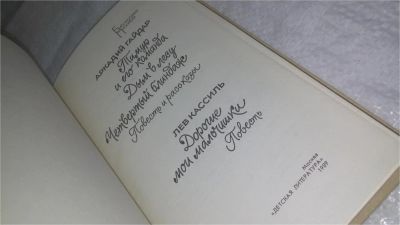 АРКАДИЙ ГАЙДАР
Тимур
и его команда
Дым в лесу
Четвертый блиндаж
Повесть и рассказы
ЛЕВ КАССИЛЬ
Дорогие
мои мальчишки
Повесть
Москва
«ДЕТСКАЯ ЛИТЕРАТУРА»